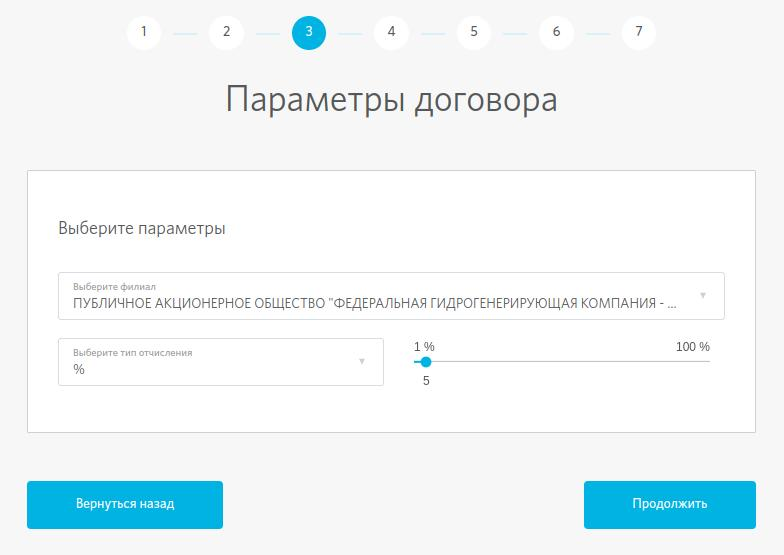 1 2 3 4 5 6 7
Параметры договора
Выберите параметры
Выберите филиал
ПУБЛИЧНОЕ АКЦИОНЕРНОЕ ОБЩЕСТВО "ФЕДЕРАЛЬНАЯ ГИДРОГЕНЕРИРУЮЩАЯ КОМПАНИЯ - ...
Выберите тип отчисления
%
1 % 100 %
5
Вернуться назад Продолжить